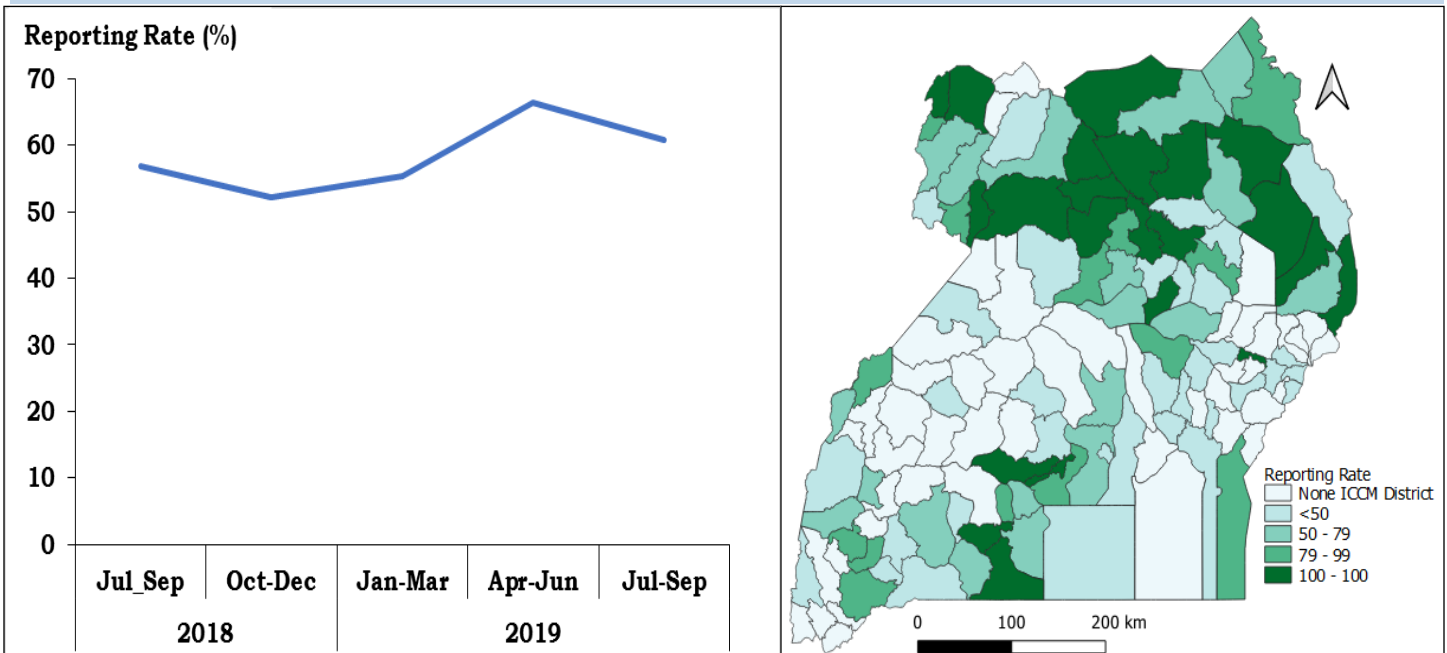 Reporting Rate (%)
70
60
50
40
30
20
10
0
Jul_Sep Oct-Dec Jan-Mar Apr-Jun Jul-Sep
2018 2019
Reporting Rate
None ICCM District
<50
50 - 79
79 - 99
100 - 100
0 100 200 km